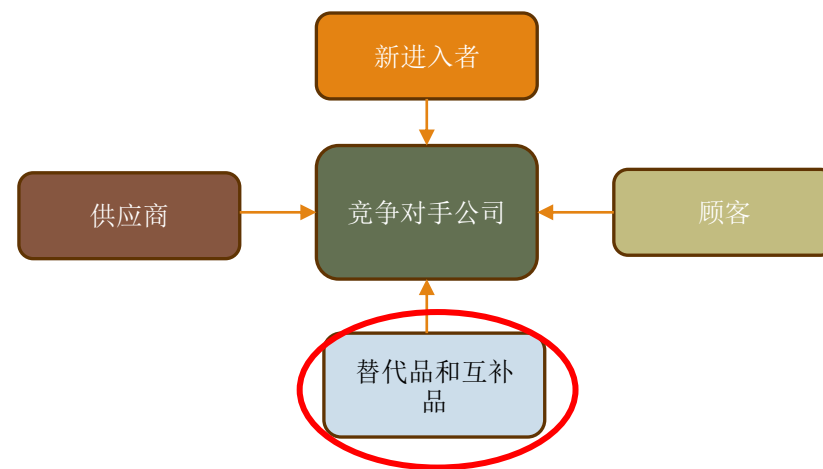 新进入者
供应商
竞争对手公司
顾客
替代品和互补
品